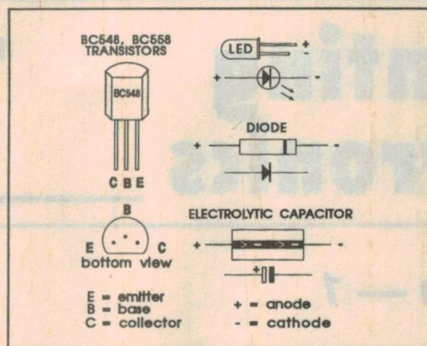 BC548, BC558
TRANSISTORS
BC548
C B E
B
E C
bottom view
E = emitter
B = base
C = collector
LED + -
+ -
DIODE
+ -
ELECTROLYTIC CAPACITOR
+ -
+
+ = anode
- = cathode